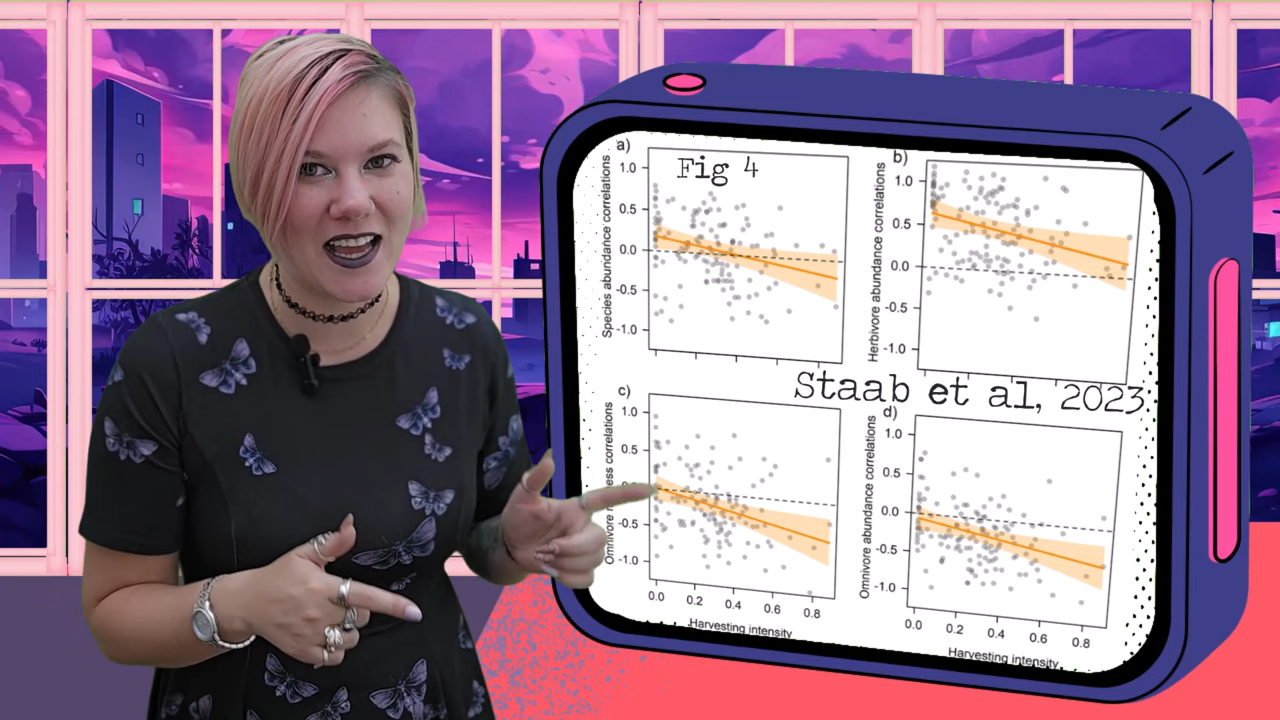 a)
Fig 4
Species abundance correlations
1.0
0.5
0.0
-0.5
-1.0
b)
Herbivore abundance correlations
1.0
0.5
0.0
-0.5
-1.0
Staab et al, 2023
c)
Omnivore
ess correlations
1.0
0.5
-0.5
-1.0
0.0
0.2
0.4
0.6
0.8
Harvesting intensity
d)
Omnivore abundance correlations
1.0
0.5
0.0
-0.5
-1.0
0.0
0.2
0.4
0.6
0.8
Harvesting intensity